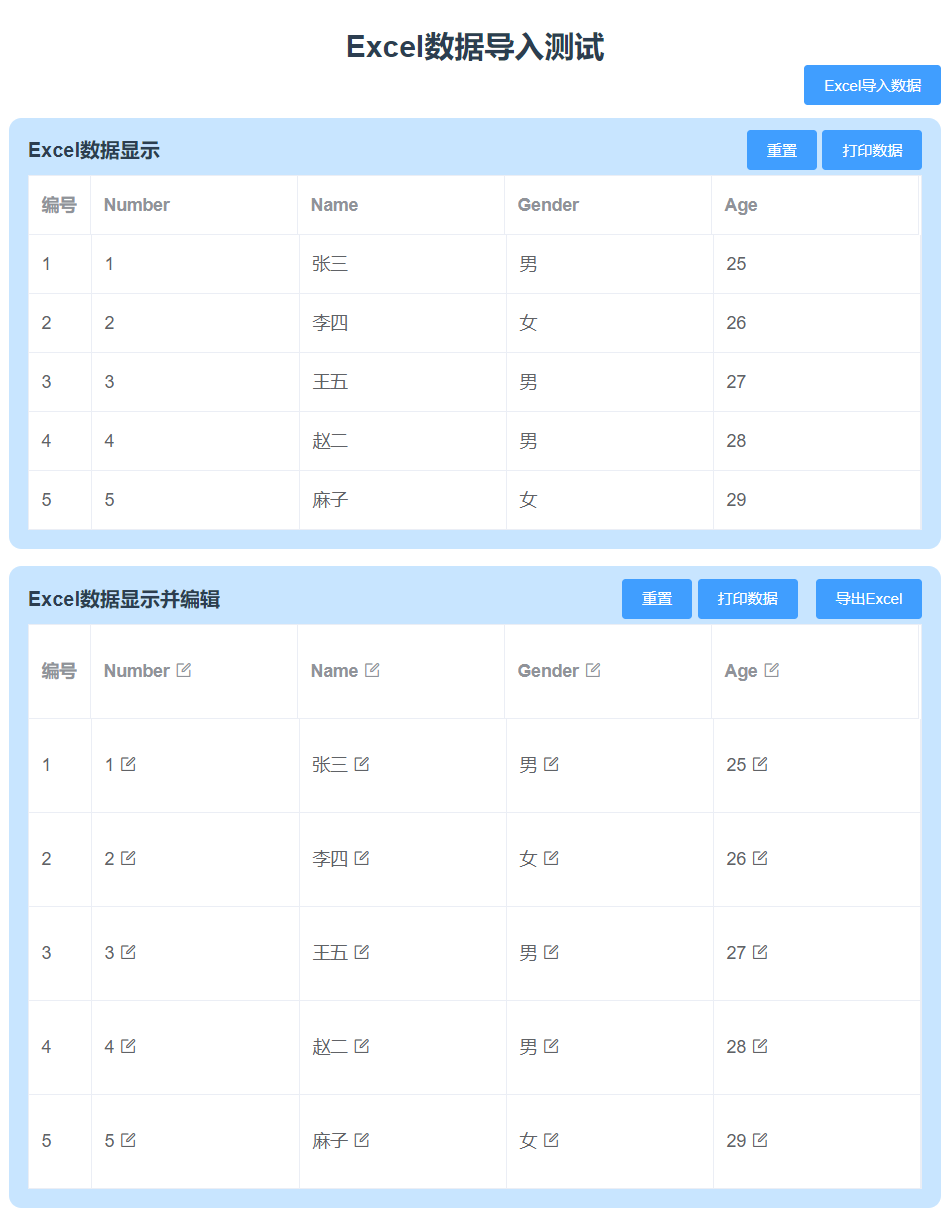 Excel数据导入测试
Excel导入数据
Excel数据显示 重置 打印数据
编号 Number Name Gender Age
1 1 张三 男 25
2 2 李四 女 26
3 3 王五 男 27
4 4 赵二 男 28
5 5 麻子 女 29
Excel数据显示并编辑 重置 打印数据 导出Excel
编号 Number Name Gender Age
1 1 张三 男 25
2 2 李四 女 26
3 3 王五 男 27
4 4 赵二 男 28
5 5 麻子 女 29